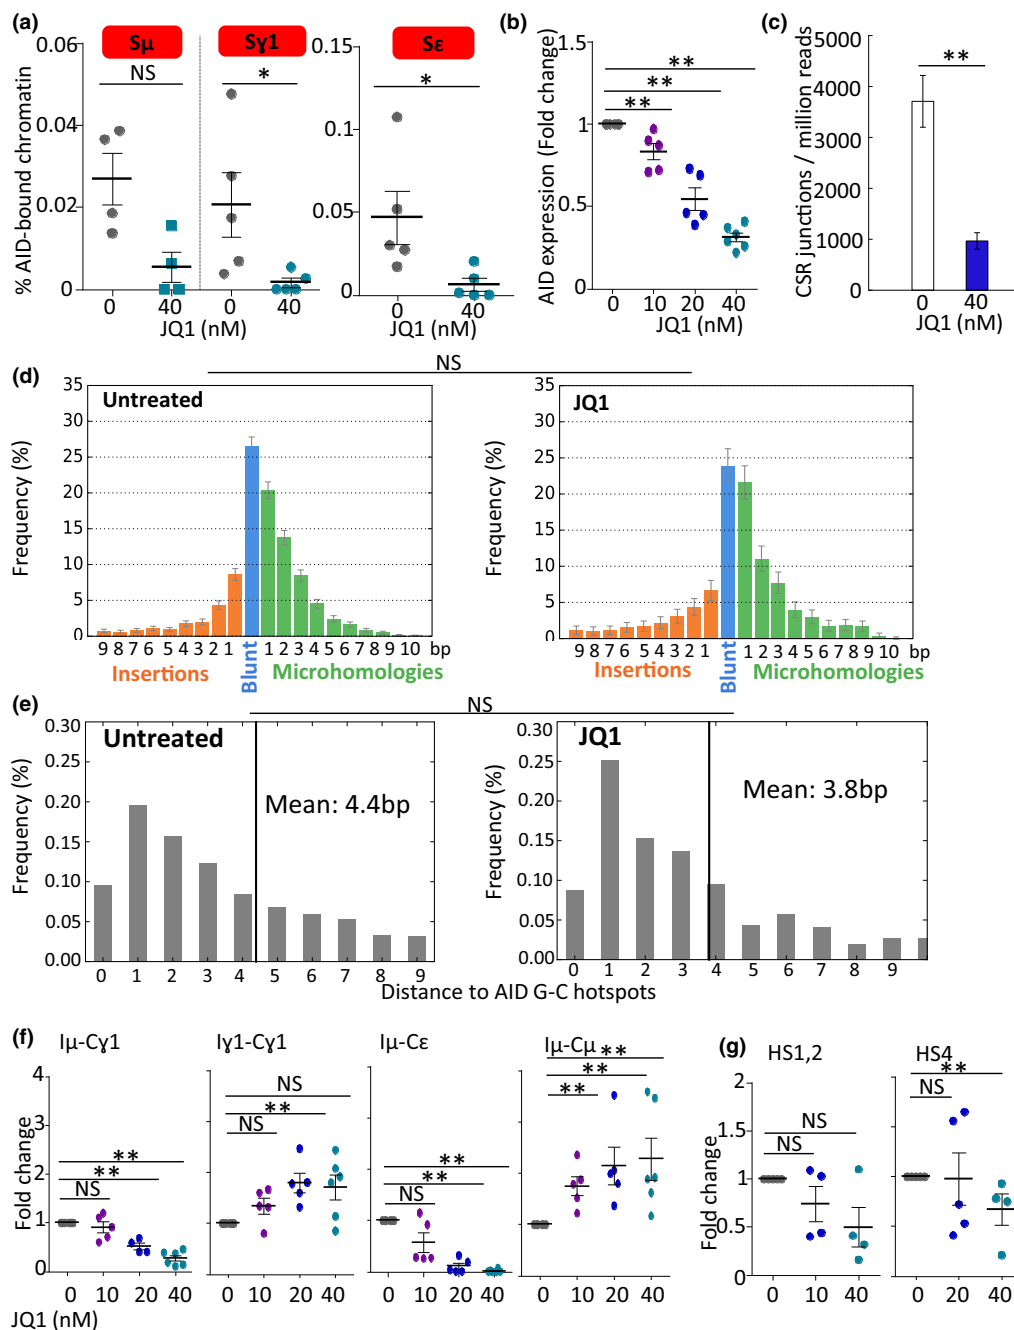 (a)
Sµ
Sɣ1
Sε
% AID-bound chromatin
0.06
0.04
0.02
0
NS
*
0.15
0.1
0.05
0
*
0 40 0 40 0 40
JQ1 (nM) JQ1 (nM)
(b)
AID expression (Fold change)
1.5
1
0.5
0
**
**
**
0 10 20 40
JQ1 (nM)
(c)
CSR junctions / million reads
5000
4000
3000
2000
1000
0
**
0 40
JQ1 (nM)
(d)
NS
Untreated
Frequency (%)
35
30
25
20
15
10
5
0
9 8 7 6 5 4 3 2 1 1 2 3 4 5 6 7 8 9 10 bp
Insertions Blunt Microhomologies
JQ1
Frequency (%)
35
30
25
20
15
10
5
0
9 8 7 6 5 4 3 2 1 1 2 3 4 5 6 7 8 9 10 bp
Insertions Blunt Microhomologies
(e)
NS
Untreated
Mean: 4.4bp
Frequency (%)
0.30
0.25
0.20
0.15
0.10
0.05
0.00
0 1 2 3 4 5 6 7 8 9
JQ1
Mean: 3.8bp
Frequency (%)
0.30
0.25
0.20
0.15
0.10
0.05
0.00
0 1 2 3 4 5 6 7 8 9
Distance to AID G-C hotspots
(f)
Iµ-Cɣ1
Fold change
4
2
1
0
**
**
NS
0 10 20 40
JQ1 (nM)
Iɣ1-Cɣ1
NS
**
NS
0 10 20 40
Iµ-Cε
**
**
NS
0 10 20 40
Iµ-Cµ
**
**
**
0 10 20 40
(g)
HS1,2
Fold change
2
1.5
1
0.5
0
NS
NS
0 10 40
HS4
**
NS
0 20 40